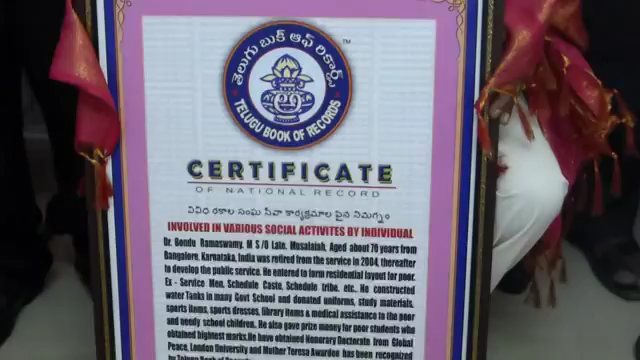 తెలుగు బుక్ ఆఫ్ రికార్డ్స్
TM
TELUGU BOOK OF RECORDS
CERTIFICATE
OF NATIONAL RECORD
వివిధ రకాల సంఘ సేవా కార్యక్రమాల పైన నిమగ్నం
INVOLVED IN VARIOUS SOCIAL ACTIVITES BY INDIVIDUAL
Dr. Gondu Ramaswamy. M S/O Late. Mosalaiah, Aged about 70 years from
Bangalore, Karnataka, India was retired from the service in 2004, thereafter
to develop the public service. He entered to form residential layout for poor.
Ex - Service Men, Schedule Caste, Schedule tribe, etc. He constructed
water Tanks in many Govt School and donated uniforms, study materials,
sports items, sports dresses, library items & medical assistance to the poor
and needy school children. He also gave prize money for poor students who
obtained highest marks.He have obtained Honorary Doctorate from Global
Peace, London University and Mother Teresa Awardee has been recognized
by Telugu Book of